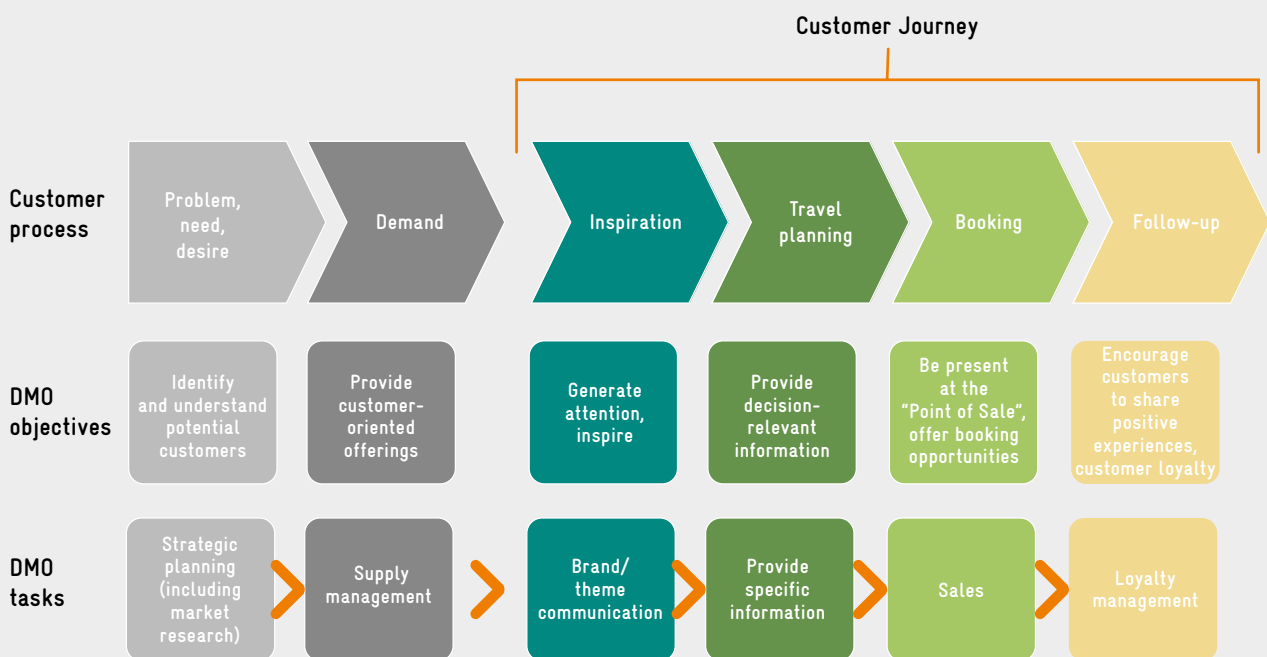 Customer Journey
Customer
process
Problem,
need,
desire
Demand
Inspiration
Travel
planning
Booking
Follow-up
DMO
objectives
Identify
and understand
potential
customers
Provide
customer-
oriented
offerings
Generate
attention,
inspire
Provide
decision-
relevant
information
Be present
at the
"Point of Sale",
offer booking
opportunities
Encourage
customers
to share
positive
experiences,
customer loyalty
DMO
tasks
Strategic
planning
(including
market
research)
Supply
management
Brand/
theme
communication
Provide
specific
information
Sales
Loyalty
management